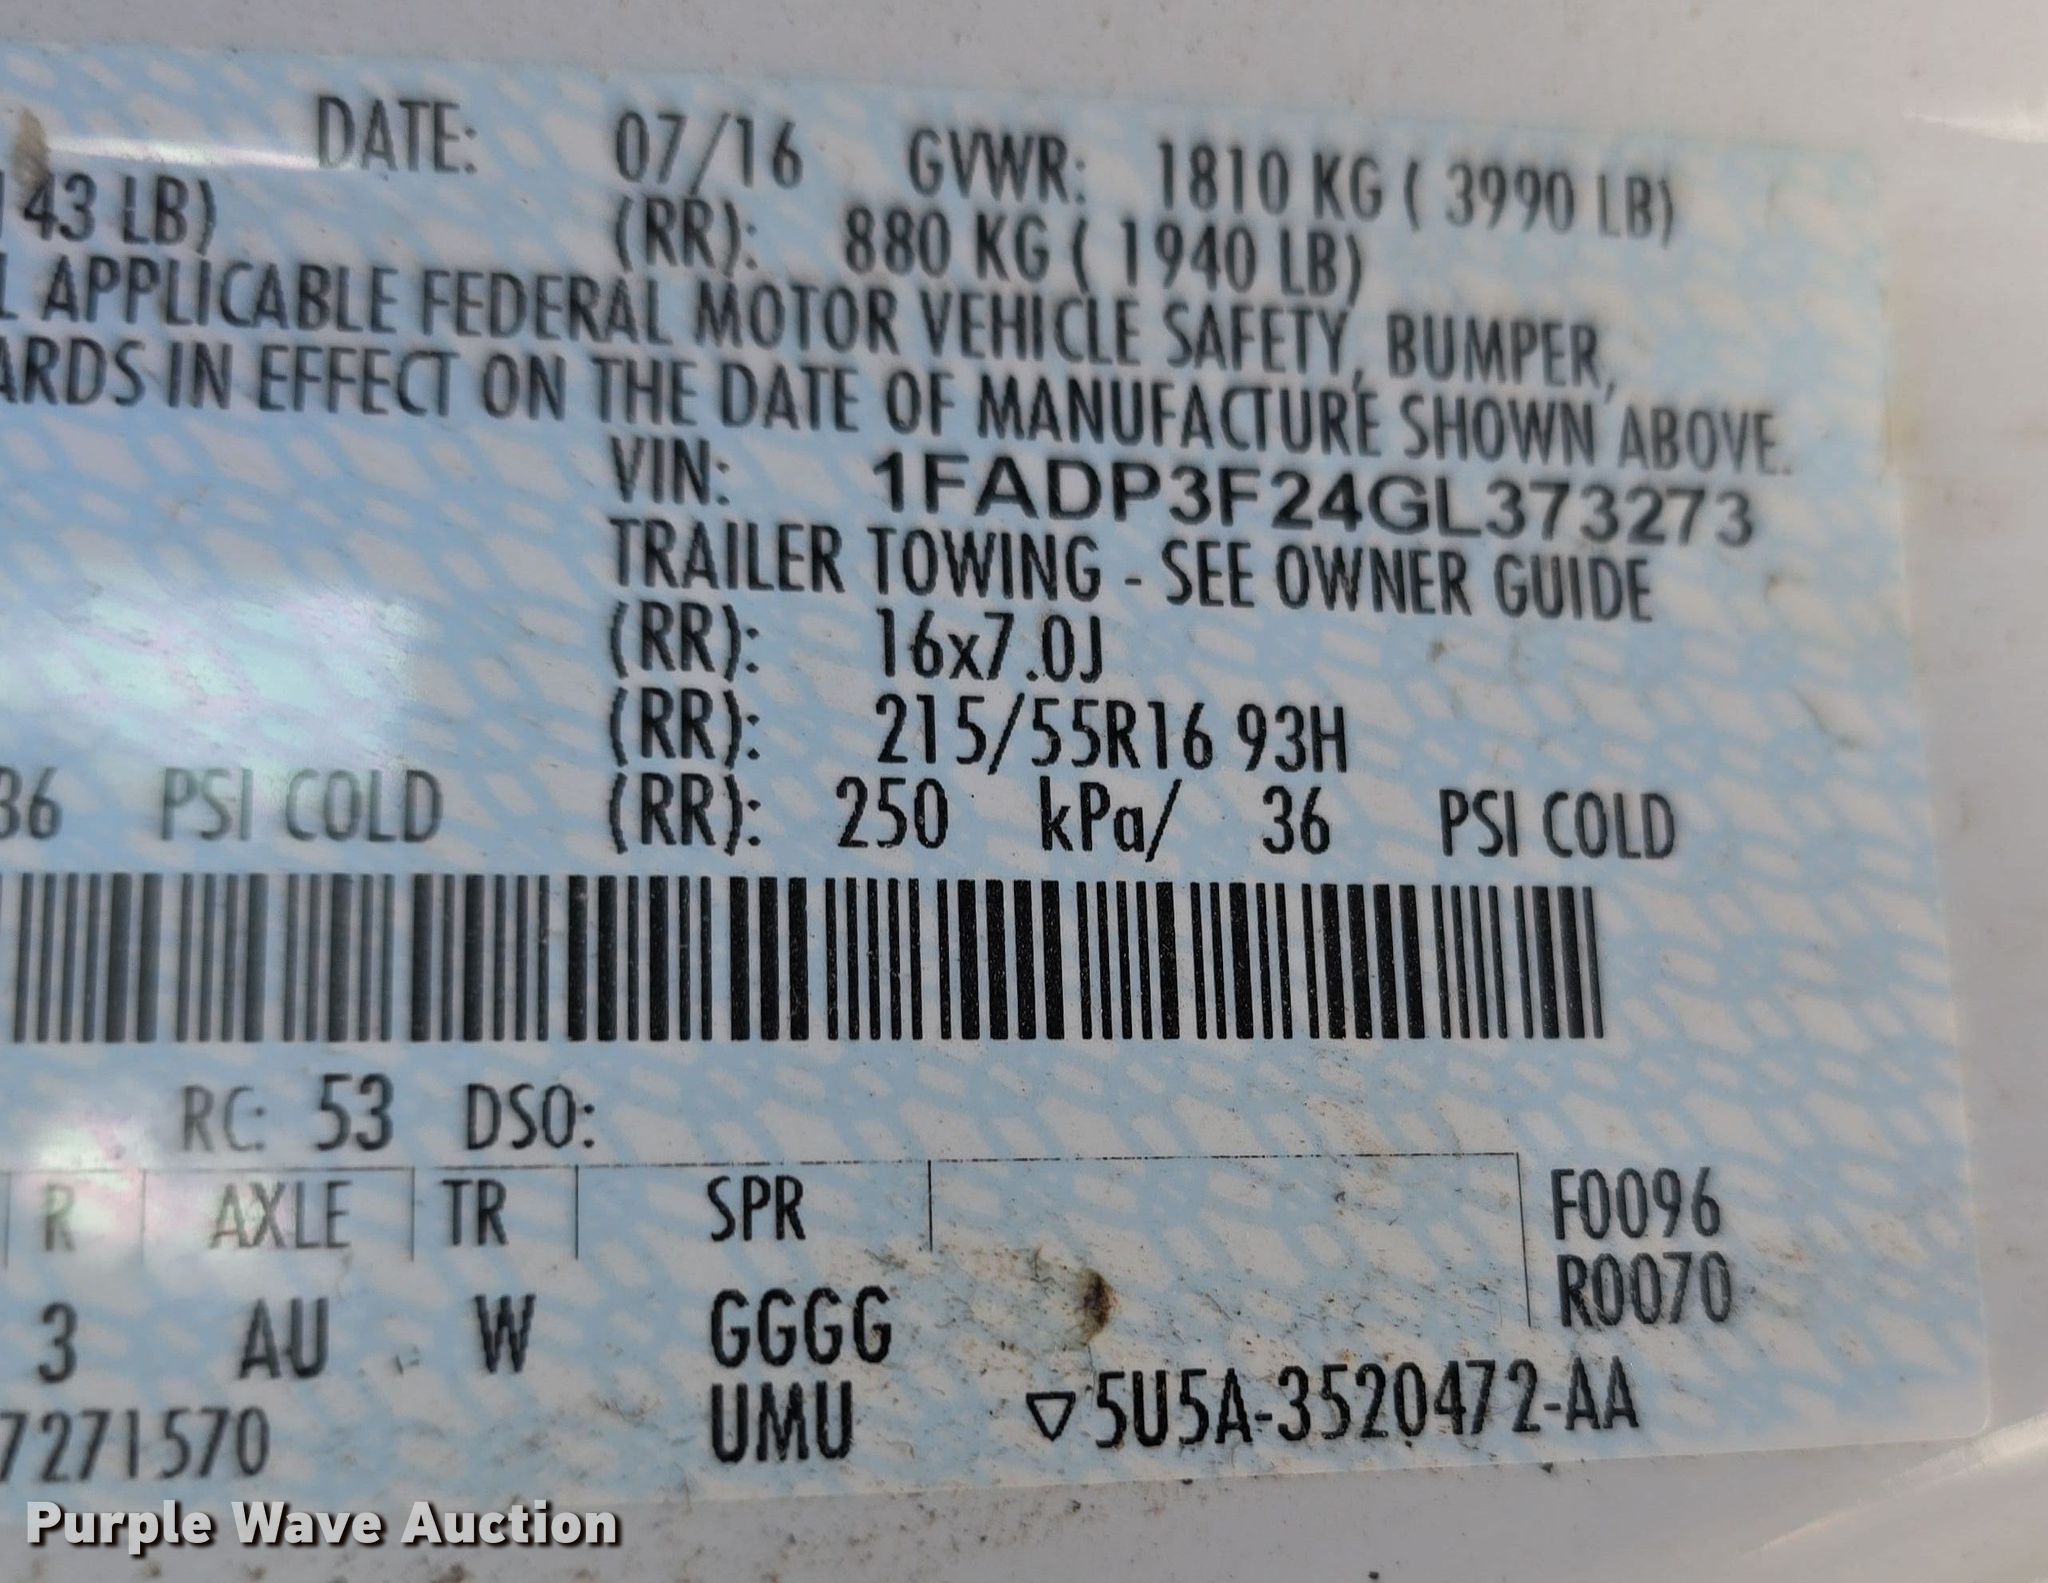 DATE: 07/16 GVWR: 1810 KG ( 3990 LB)
43 LB) (RR): 880 KG ( 1940 LB)
APPLICABLE FEDERAL MOTOR VEHICLE SAFETY, BUMPER,
ARDS IN EFFECT ON THE DATE OF MANUFACTURE SHOWN ABOVE.
VIN: 1FADP3F24GL373273
TRAILER TOWING - SEE OWNER GUIDE
(RR): 16x7.0J
(RR): 215/55R16 93H
36 PSI COLD (RR): 250 kPa/ 36 PSI COLD
RC: 53 DSO:
R AXLE TR SPR F0096
R0070
3 AU W GGGG
7271570 UMU ▽5U5A-3520472-AA
Purple Wave Auction